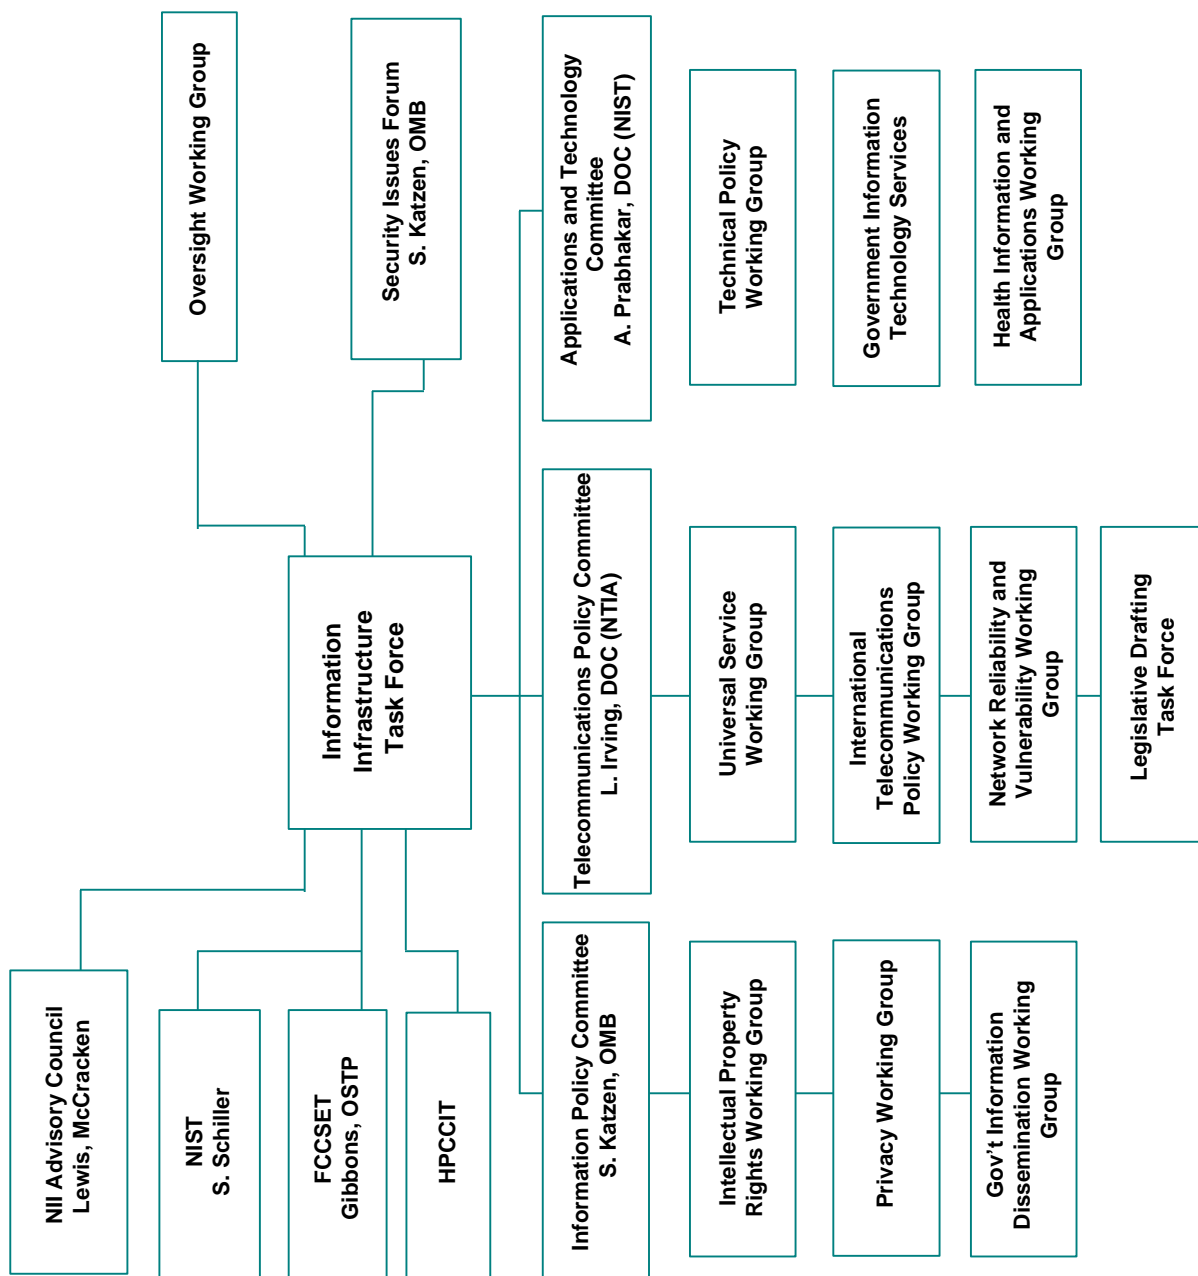 NII Advisory Council
Lewis, McCracken
NIST
S. Schiller
FCCSET
Gibbons, OSTP
HPCCIT
Information
Infrastructure
Task Force
Oversight Working Group
Security Issues Forum
S. Katzen, OMB
Information Policy Committee
S. Katzen, OMB
Intellectual Property
Rights Working Group
Privacy Working Group
Gov’t Information
Dissemination Working
Group
Telecommunications Policy Committee
L. Irving, DOC (NTIA)
Universal Service
Working Group
International
Telecommunications
Policy Working Group
Network Reliability and
Vulnerability Working
Group
Legislative Drafting
Task Force
Applications and Technology
Committee
A. Prabhakar, DOC (NIST)
Technical Policy
Working Group
Government Information
Technology Services
Health Information and
Applications Working
Group